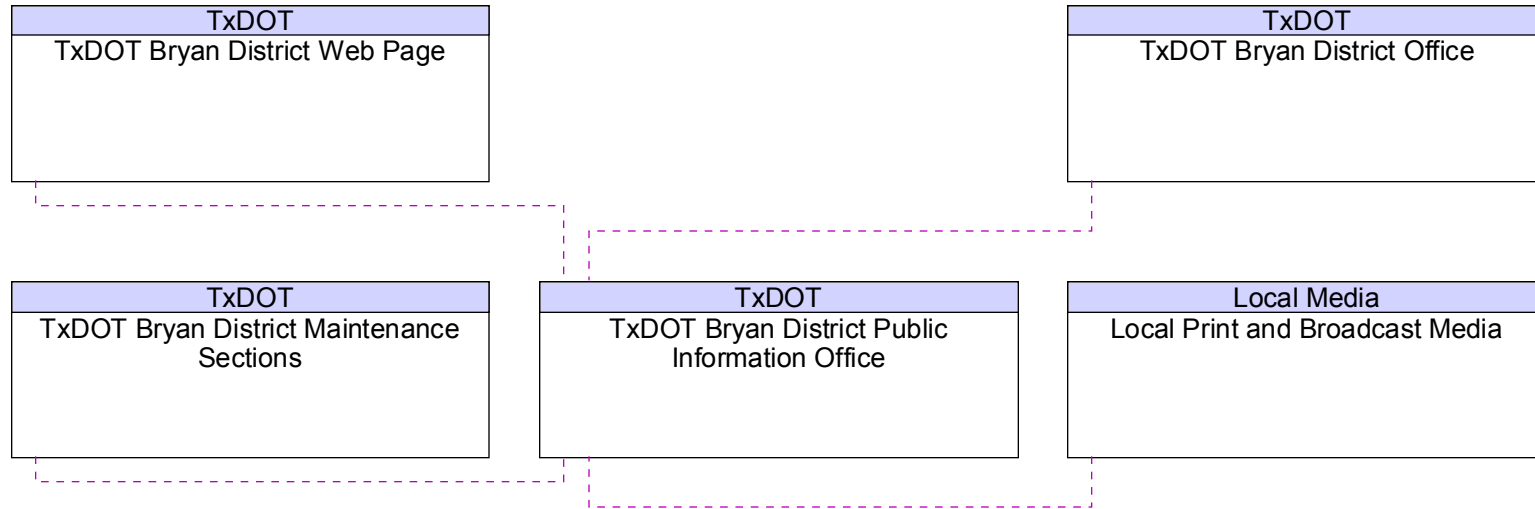 TxDOT
TxDOT Bryan District Web Page
TxDOT
TxDOT Bryan District Office
TxDOT
TxDOT Bryan District Maintenance
Sections
TxDOT
TxDOT Bryan District Public
Information Office
Local Media
Local Print and Broadcast Media